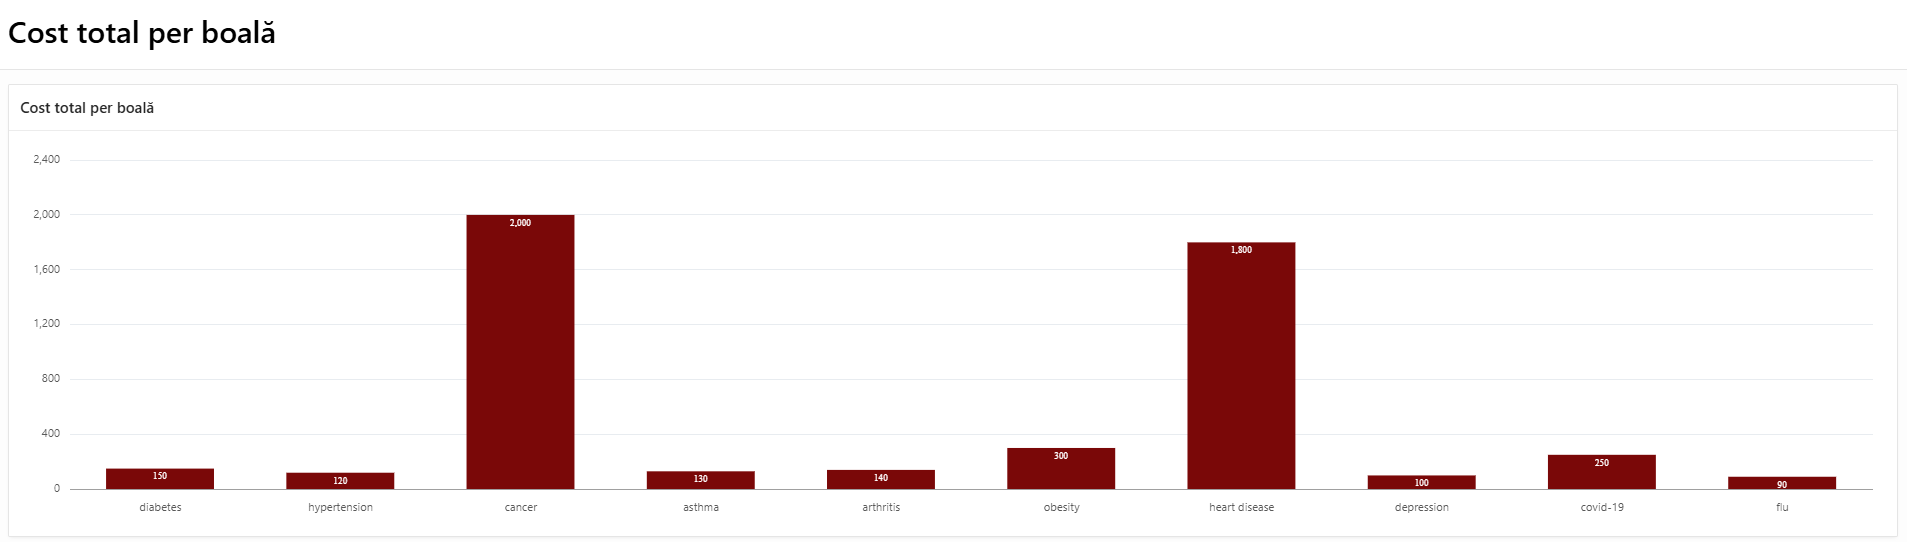 Cost total per boală
Cost total per boală
2,400
2,000
1,600
1,200
800
400
0
150
120
2,000
130
140
300
1,800
100
250
90
diabetes
hypertension
cancer
asthma
arthritis
obesity
heart disease
depression
covid-19
flu